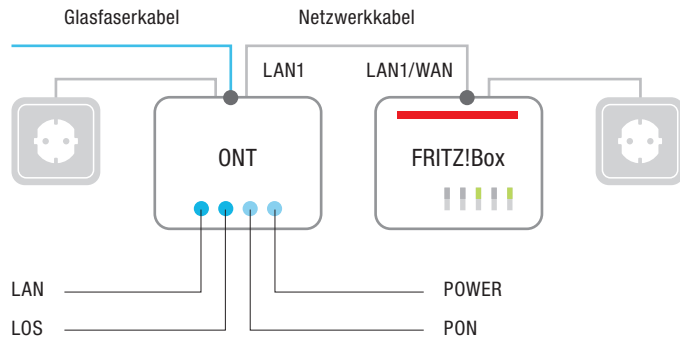 Glasfaserkabel Netzwerkkabel
LAN1 LAN1/WAN
ONT FRITZ!Box
LAN POWER
LOS PON